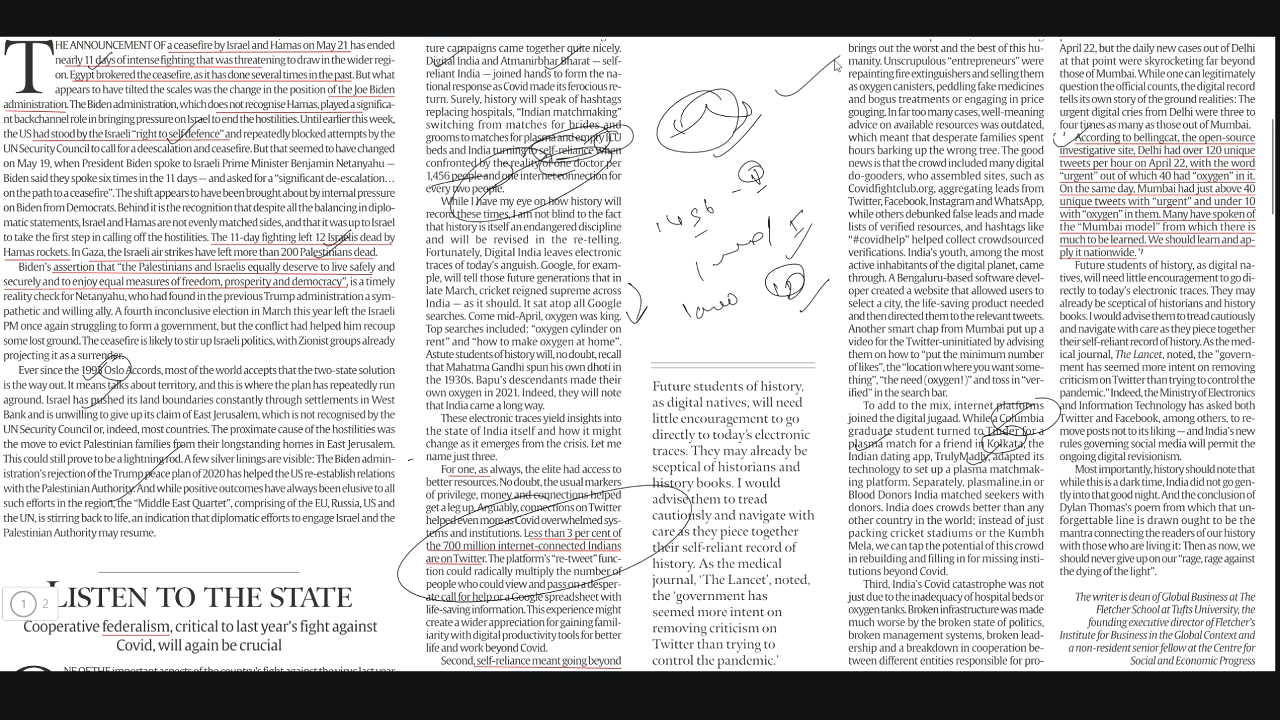 THE ANNOUNCEMENT OF a ceasefire by Israel and Hamas on May 21 has ended
nearly 11 days of intense fighting that was threatening to draw in the wider regi-
on. Egypt brokered the ceasefire, as it has done several times in the past. But what
appears to have tilted the scales was the change in the position of the Joe Biden
administration. The Biden administration, which does not recognise Hamas, played a significa-
nt backchannel role in bringing pressure on Israel to end the hostilities. Until earlier this week,
the US had stood by the Israeli "right to self defence" and repeatedly blocked attempts by the
UN Security Council to call for a deescalation and ceasefire. But that seemed to have changed
on May 19, when President Biden spoke to Israeli Prime Minister Benjamin Netanyahu —
Biden said they spoke six times in the 11 days — and asked for a "significant de-escalation...
on the path to a ceasefire". The shift appears to have been brought about by internal pressure
on Biden from Democrats. Behind it is the recognition that despite all the balancing in diplo-
matic statements, Israel and Hamas are not evenly matched sides, and that it was up to Israel
to take the first step in calling off the hostilities. The 11-day fighting left 12 Israelis dead by
Hamas rockets. In Gaza, the Israeli air strikes have left more than 200 Palestinians dead.
Biden's assertion that "the Palestinians and Israelis equally deserve to live safely and
securely and to enjoy equal measures of freedom, prosperity and democracy", is a timely
reality check for Netanyahu, who had found in the previous Trump administration a sym-
pathetic and willing ally. A fourth inconclusive election in March this year left the Israeli
PM once again struggling to form a government, but the conflict had helped him recoup
some lost ground. The ceasefire is likely to stir up Israeli politics, with Zionist groups already
projecting it as a surrender.
Ever since the 1993 Oslo Accords, most of the world accepts that the two-state solution
is the way out. It means talks about territory, and this is where the plan has repeatedly run
aground. Israel has pushed its land boundaries constantly through settlements in West
Bank and is unwilling to give up its claim of East Jerusalem, which is not recognised by the
UN Security Council or, indeed, most countries. The proximate cause of the hostilities was
the move to evict Palestinian families from their longstanding homes in East Jerusalem.
This could still prove to be a lightning rod. A few silver linings are visible: The Biden admin-
istration's rejection of the Trump peace plan of 2020 has helped the US re-establish relations
with the Palestinian Authority. And while positive outcomes have always been elusive to all
such efforts in the region, the "Middle East Quartet", comprising of the EU, Russia, US and
the UN, is stirring back to life, an indication that diplomatic efforts to engage Israel and the
Palestinian Authority may resume.
LISTEN TO THE STATE
Cooperative federalism, critical to last year's fight against
Covid, will again be crucial
ONE OF THE important aspects of the country's fight against the virus last year
1 2
ture campaigns came together quite nicely.
Digital India and Atmanirbhar Bharat — self-
reliant India — joined hands to form the na-
tional response as Covid made its ferocious re-
turn. Surely, history will speak of hashtags
replacing hospitals, "Indian matchmaking"
switching from matches for brides and
grooms to matches for plasma and empty ICU
beds and India turning to self-reliance when
confronted by the reality of one doctor per
1,456 people and one internet connection for
every two people.
While I have my eye on how history will
record these times, I am not blind to the fact
that history is itself an endangered discipline
and will be revised in the re-telling.
Fortunately, Digital India leaves electronic
traces of today's anguish. Google, for exam-
ple, will tell those future generations that in
late March, cricket reigned supreme across
India — as it should. It sat atop all Google
searches. Come mid-April, oxygen was king.
Top searches included: "oxygen cylinder on
rent" and "how to make oxygen at home".
Astute students of history will, no doubt, recall
that Mahatma Gandhi spun his own dhoti in
the 1930s. Bapu's descendants made their
own oxygen in 2021. Indeed, they will note
that India came a long way.
These electronic traces yield insights into
the state of India itself and how it might
change as it emerges from the crisis. Let me
name just three.
For one, as always, the elite had access to
better resources. No doubt, the usual markers
of privilege, money and connections helped
get a leg up. Arguably, connections on Twitter
helped even more as Covid overwhelmed sys-
tems and institutions. Less than 3 per cent of
the 700 million internet-connected Indians
are on Twitter. The platform's "re-tweet" func-
tion could radically multiply the number of
people who could view and pass on a desper-
ate call for help or a Google spreadsheet with
life-saving information. This experience might
create a wider appreciation for gaining famil-
iarity with digital productivity tools for better
life and work beyond Covid.
Second, self-reliance meant going beyond
1456
Future students of history,
as digital natives, will need
little encouragement to go
directly to today's electronic
traces. They may already be
sceptical of historians and
history books. I would
advise them to tread
cautiously and navigate with
care as they piece together
their self-reliant record of
history. As the medical
journal, 'The Lancet', noted,
the 'government has
seemed more intent on
removing criticism on
Twitter than trying to
control the pandemic.'
brings out the worst and the best of this hu-
manity. Unscrupulous "entrepreneurs" were
repainting fire extinguishers and selling them
as oxygen canisters, peddling fake medicines
and bogus treatments or engaging in price
gouging. In far too many cases, well-meaning
advice on available resources was outdated,
which meant that desperate families spent
hours barking up the wrong tree. The good
news is that the crowd included many digital
do-gooders, who assembled sites, such as
Covidfightclub.org, aggregating leads from
Twitter, Facebook, Instagram and WhatsApp,
while others debunked false leads and made
lists of verified resources, and hashtags like
"#covidhelp" helped collect crowdsourced
verifications. India's youth, among the most
active inhabitants of the digital planet, came
through. A Bengaluru-based software devel-
oper created a website that allowed users to
select a city, the life-saving product needed
and then directed them to the relevant tweets.
Another smart chap from Mumbai put up a
video for the Twitter-uninitiated by advising
them on how to "put the minimum number
of likes", the "location where you want some-
thing", "the need (oxygen!)" and toss in "ver-
ified" in the search bar.
To add to the mix, internet platforms
joined the digital jugaad. While a Columbia
graduate student turned to Tinder for a
plasma match for a friend in Kolkata, the
Indian dating app, TrulyMadly, adapted its
technology to set up a plasma matchmak-
ing platform. Separately, plasmaline.in or
Blood Donors India matched seekers with
donors. India does crowds better than any
other country in the world; instead of just
packing cricket stadiums or the Kumbh
Mela, we can tap the potential of this crowd
in rebuilding and filling in for missing insti-
tutions beyond Covid.
Third, India's Covid catastrophe was not
just due to the inadequacy of hospital beds or
oxygen tanks. Broken infrastructure was made
much worse by the broken state of politics,
broken management systems, broken lead-
ership and a breakdown in cooperation be-
tween different entities responsible for pro-
April 22, but the daily new cases out of Delhi
at that point were skyrocketing far beyond
those of Mumbai. While one can legitimately
question the official counts, the digital record
tells its own story of the ground realities: The
urgent digital cries from Delhi were three to
four times as many as those out of Mumbai.
According to bellingcat, the open-source
investigative site, Delhi had over 120 unique
tweets per hour on April 22, with the word
"urgent" out of which 40 had "oxygen" in it.
On the same day, Mumbai had just above 40
unique tweets with "urgent" and under 10
with "oxygen" in them. Many have spoken of
the "Mumbai model" from which there is
much to be learned. We should learn and ap-
ply it nationwide.
Future students of history, as digital na-
tives, will need little encouragement to go di-
rectly to today's electronic traces. They may
already be sceptical of historians and history
books. I would advise them to tread cautiously
and navigate with care as they piece together
their self-reliant record of history. As the med-
ical journal, The Lancet, noted, the "govern-
ment has seemed more intent on removing
criticism on Twitter than trying to control the
pandemic." Indeed, the Ministry of Electronics
and Information Technology has asked both
Twitter and Facebook, among others, to re-
move posts not to its liking — and India's new
rules governing social media will permit the
ongoing digital revisionism.
Most importantly, history should note that
while this is a dark time, India did not go gen-
tly into that good night. And the conclusion of
Dylan Thomas's poem from which that un-
forgettable line is drawn ought to be the
mantra connecting the readers of our history
with those who are living it: Then as now, we
should never give up on our "rage, rage against
the dying of the light".
The writer is dean of Global Business at The
Fletcher School at Tufts University, the
founding executive director of Fletcher's
Institute for Business in the Global Context and
a non-resident senior fellow at the Centre for
Social and Economic Progress